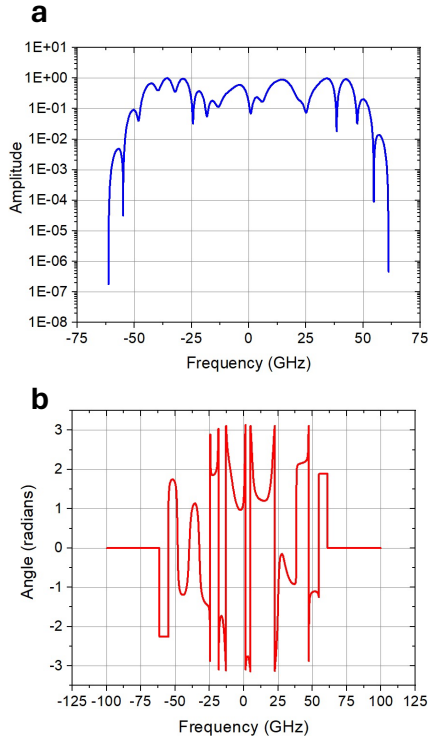 a
1E+01
1E+00
1E-01
1E-02
1E-03
1E-04
1E-05
1E-06
1E-07
1E-08
Amplitude
-75 -50 -25 0 25 50 75
Frequency (GHz)
b
3
2
1
0
-1
-2
-3
Angle (radians)
-125 -100 -75 -50 -25 0 25 50 75 100 125
Frequency (GHz)